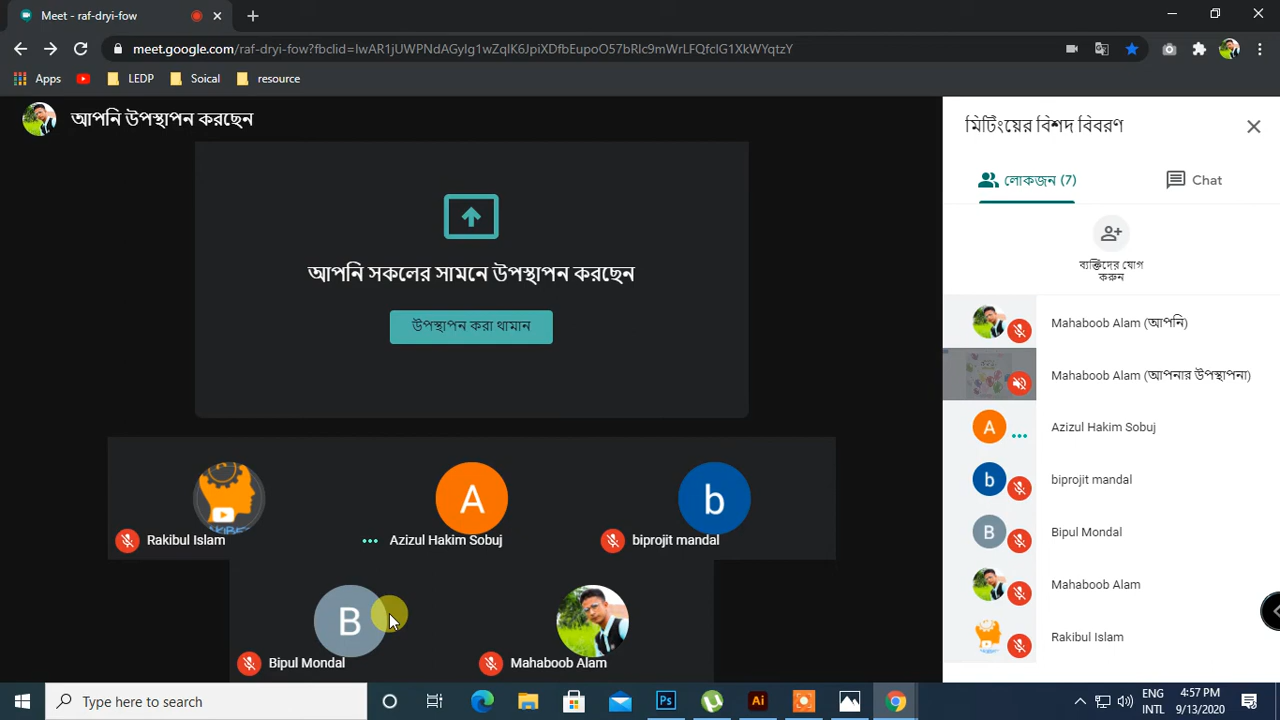 Meet - raf-dryi-fow
meet.google.com/raf-dryi-fow?fbclid=IwAR1jUWPNdAGyIg1wZqIK6JpiXDfbEupoO57bRIc9mWrLFQfcIG1XkWYqtzY
Apps LEDP Soical resource
আপনি উপস্থাপন করছেন
আপনি সকলের সামনে উপস্থাপন করছেন
উপস্থাপন করা থামান
Rakibul Islam
A
Azizul Hakim Sobuj
b
biprojit mandal
B
Bipul Mondal
Mahaboob Alam
মিটিংয়ের বিশদ বিবরণ
লোকজন (7)
Chat
ব্যক্তিদের যোগ
করুন
Mahaboob Alam (আপনি)
Mahaboob Alam (আপনার উপস্থাপনা)
A
Azizul Hakim Sobuj
b
biprojit mandal
B
Bipul Mondal
Mahaboob Alam
Rakibul Islam
Type here to search
Ps
Ai
ENG
INTL
4:57 PM
9/13/2020